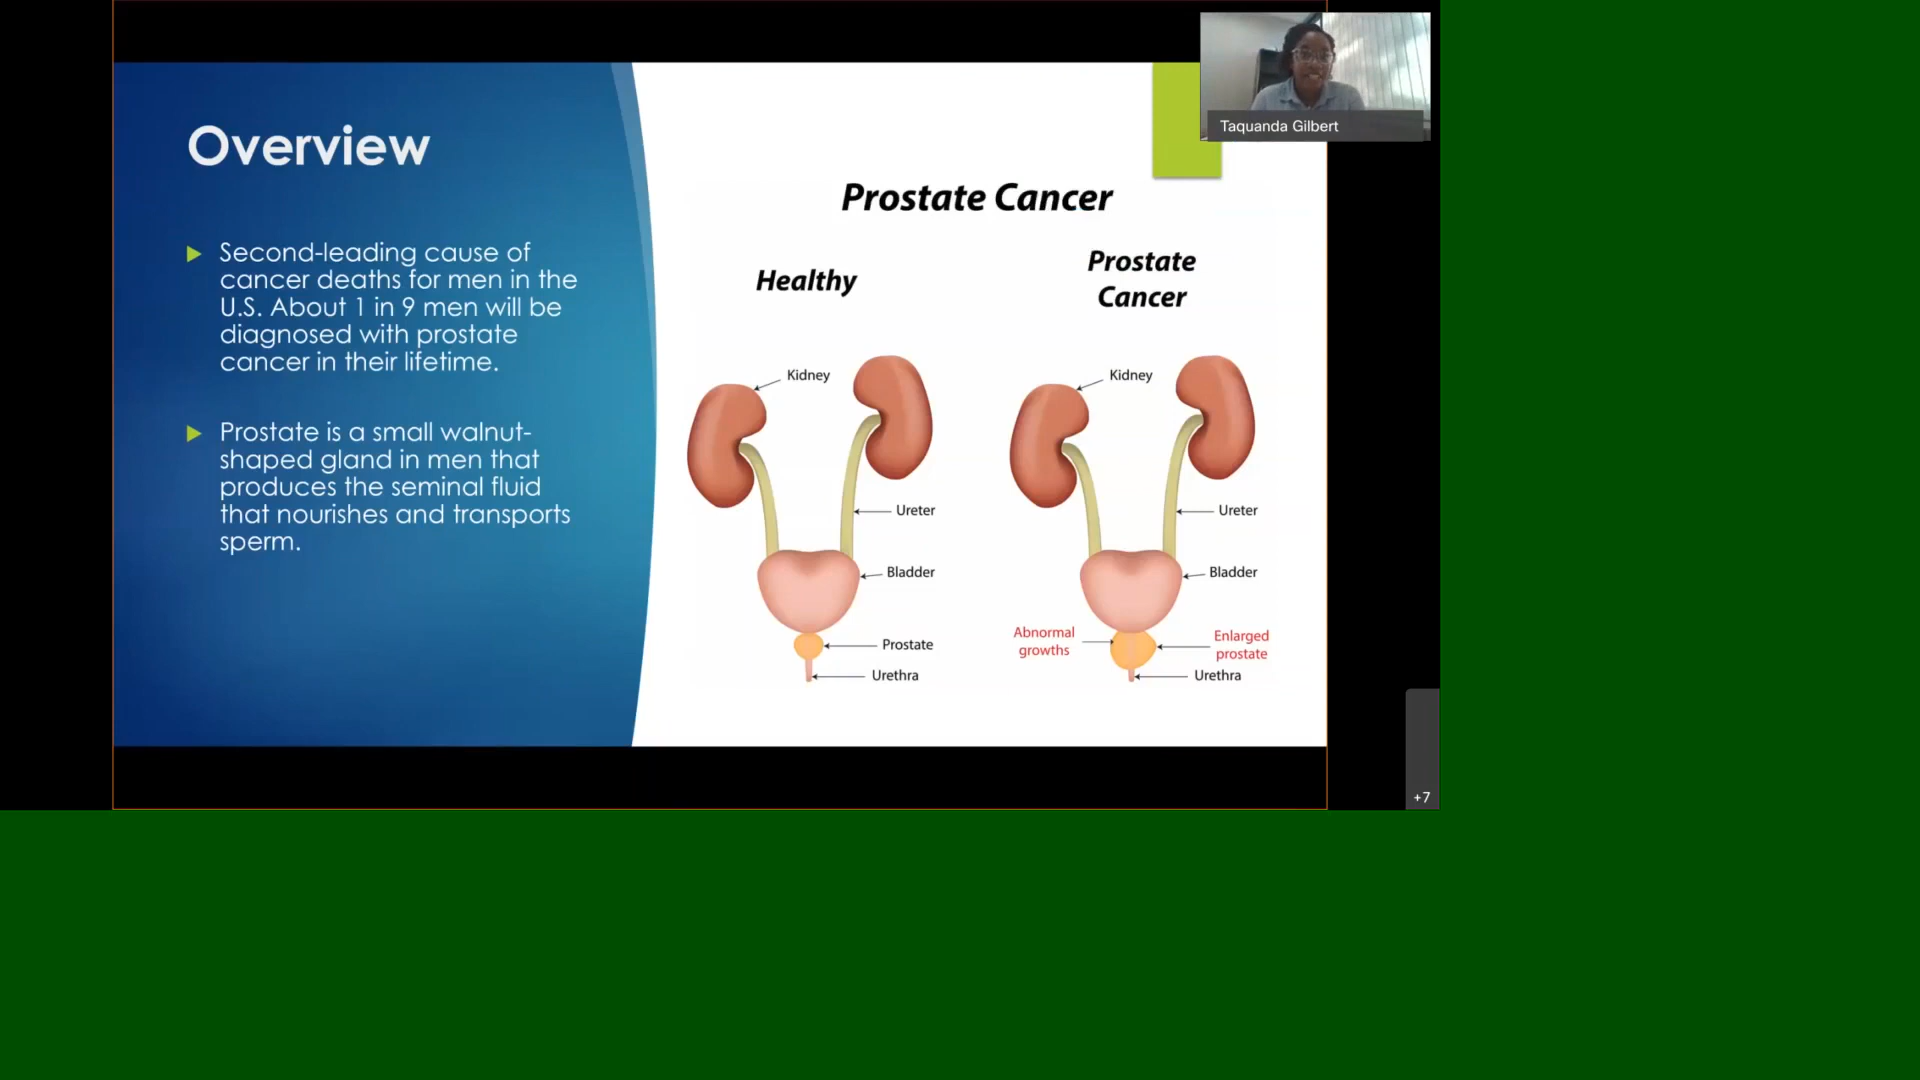 Overview
Second-leading cause of
cancer deaths for men in the
U.S. About 1 in 9 men will be
diagnosed with prostate
cancer in their lifetime.
Prostate is a small walnut-
shaped gland in men that
produces the seminal fluid
that nourishes and transports
sperm.
Prostate Cancer
Healthy
Kidney
Ureter
Bladder
Prostate
Urethra
Prostate
Cancer
Kidney
Ureter
Bladder
Abnormal
growths
Enlarged
prostate
Urethra
Taquanda Gilbert
+7